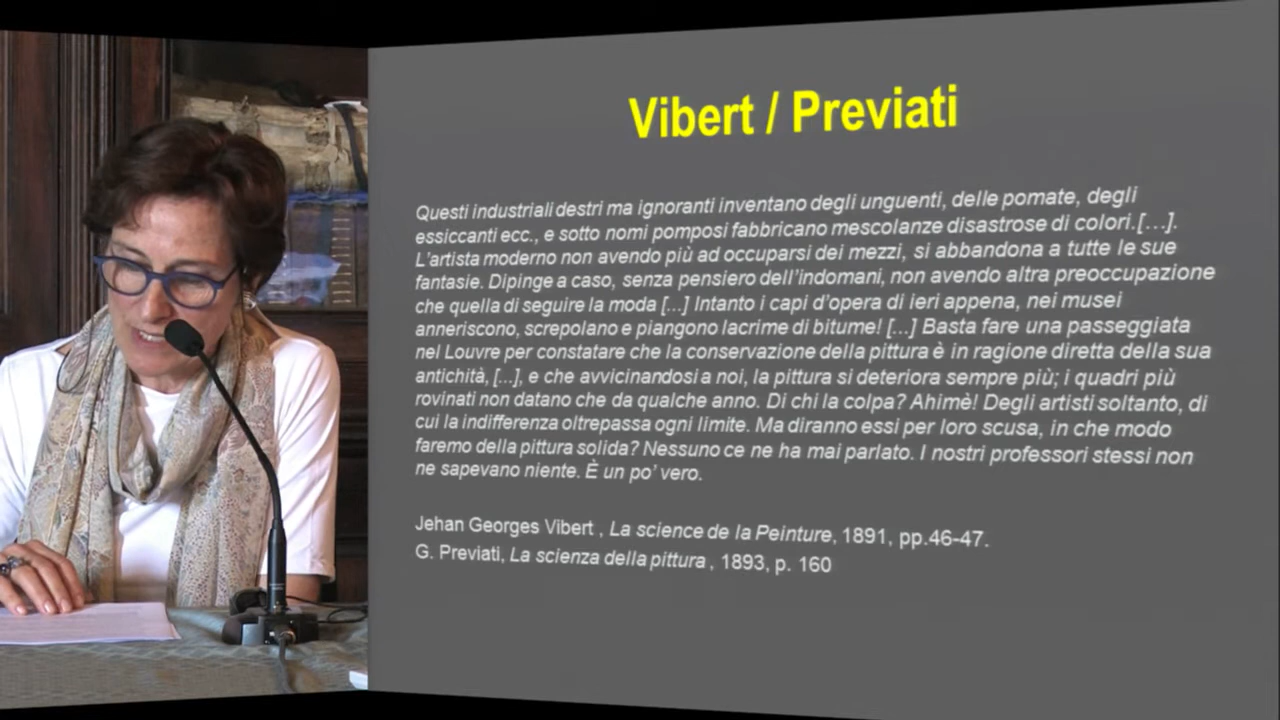 Vibert / Previati
Questi industriali destri ma ignoranti inventano degli unguenti, delle pomate, degli
essiccanti ecc., e sotto nomi pomposi fabbricano mescolanze disastrose di colori.[…].
L'artista moderno non avendo più ad occuparsi dei mezzi, si abbandona a tutte le sue
fantasie. Dipinge a caso, senza pensiero dell'indomani, non avendo altra preoccupazione
che quella di seguire la moda […] Intanto i capi d'opera di ieri appena, nei musei
anneriscono, screpolano e piangono lacrime di bitume! […] Basta fare una passeggiata
nel Louvre per constatare che la conservazione della pittura è in ragione diretta della sua
antichità, […], e che avvicinandosi a noi, la pittura si deteriora sempre più; i quadri più
rovinati non datano che da qualche anno. Di chi la colpa? Ahimè! Degli artisti soltanto, di
cui la indifferenza oltrepassa ogni limite. Ma diranno essi per loro scusa, in che modo
faremo della pittura solida? Nessuno ce ne ha mai parlato. I nostri professori stessi non
ne sapevano niente. È un po' vero.
Jehan Georges Vibert , La science de la Peinture, 1891, pp.46-47.
G. Previati, La scienza della pittura , 1893, p. 160